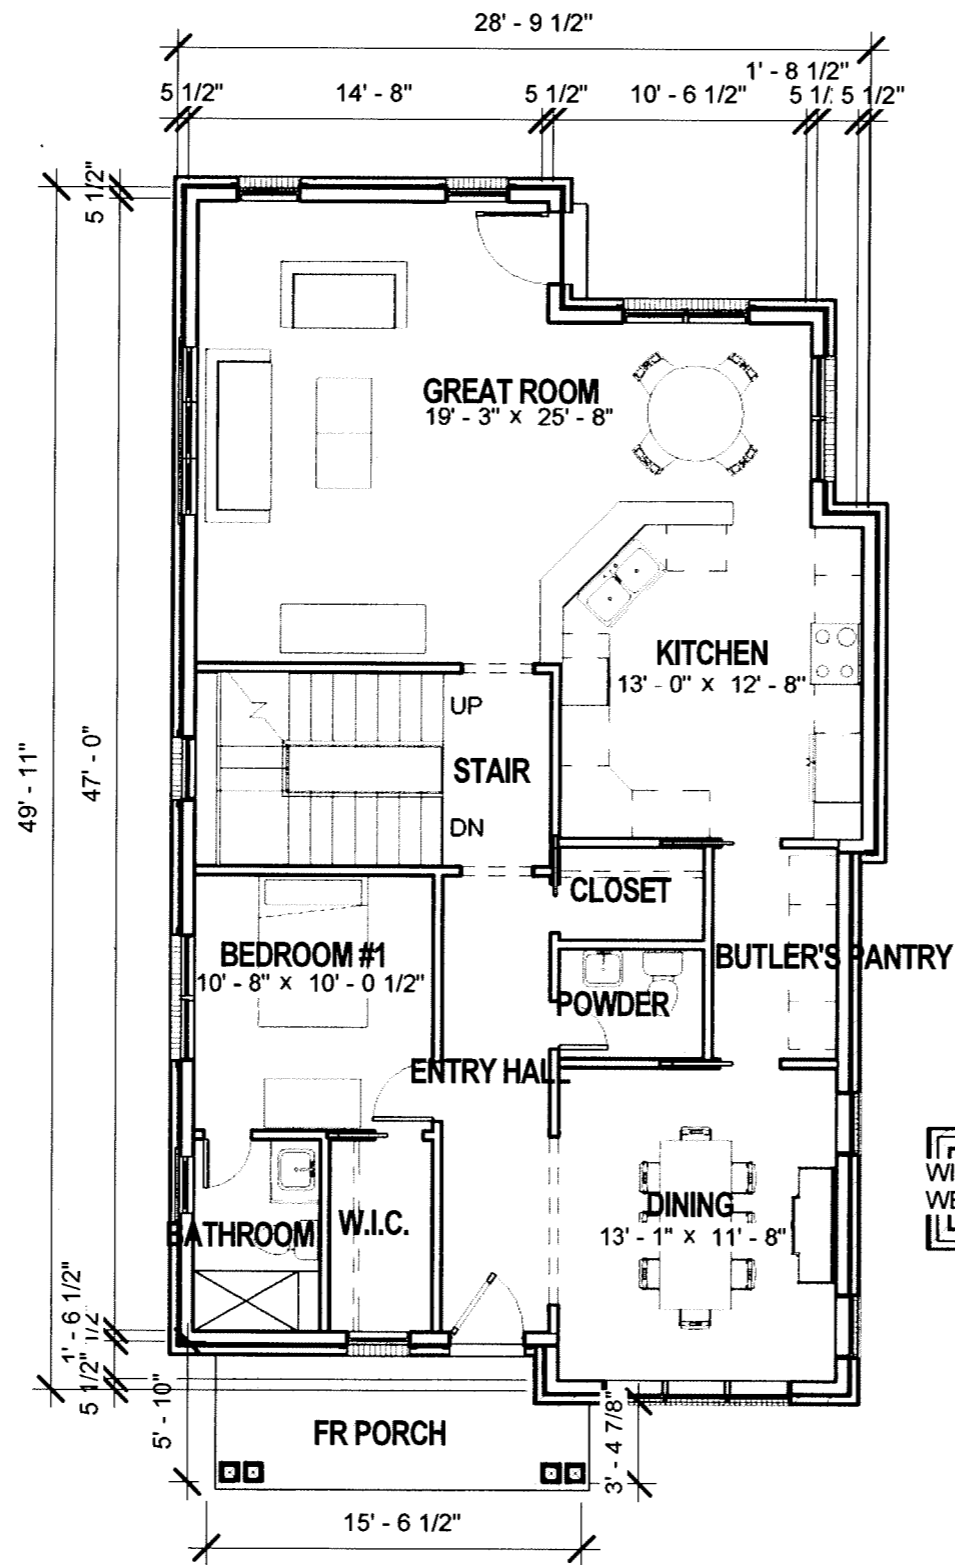 28' - 9 1/2"
1' - 8 1/2"
5 1/2" 14' - 8" 5 1/2" 10' - 6 1/2" 5 1/ 5 1/2"
5 1/2"
GREAT ROOM
19' - 3" x 25' - 8"
KITCHEN
13' - 0" x 12' - 8"
UP
STAIR
DN
49' - 11"
47' - 0"
CLOSET
BEDROOM #1
10' - 8" x 10' - 0 1/2"
BUTLER'S PANTRY
POWDER
ENTRY HALL
WI
WE
DINING
13' - 1" x 11' - 8"
BATHROOM
W.I.C.
1' - 6 1/2"
5 1/2"
5' - 10"
3' - 4 7/8"
FR PORCH
15' - 6 1/2"